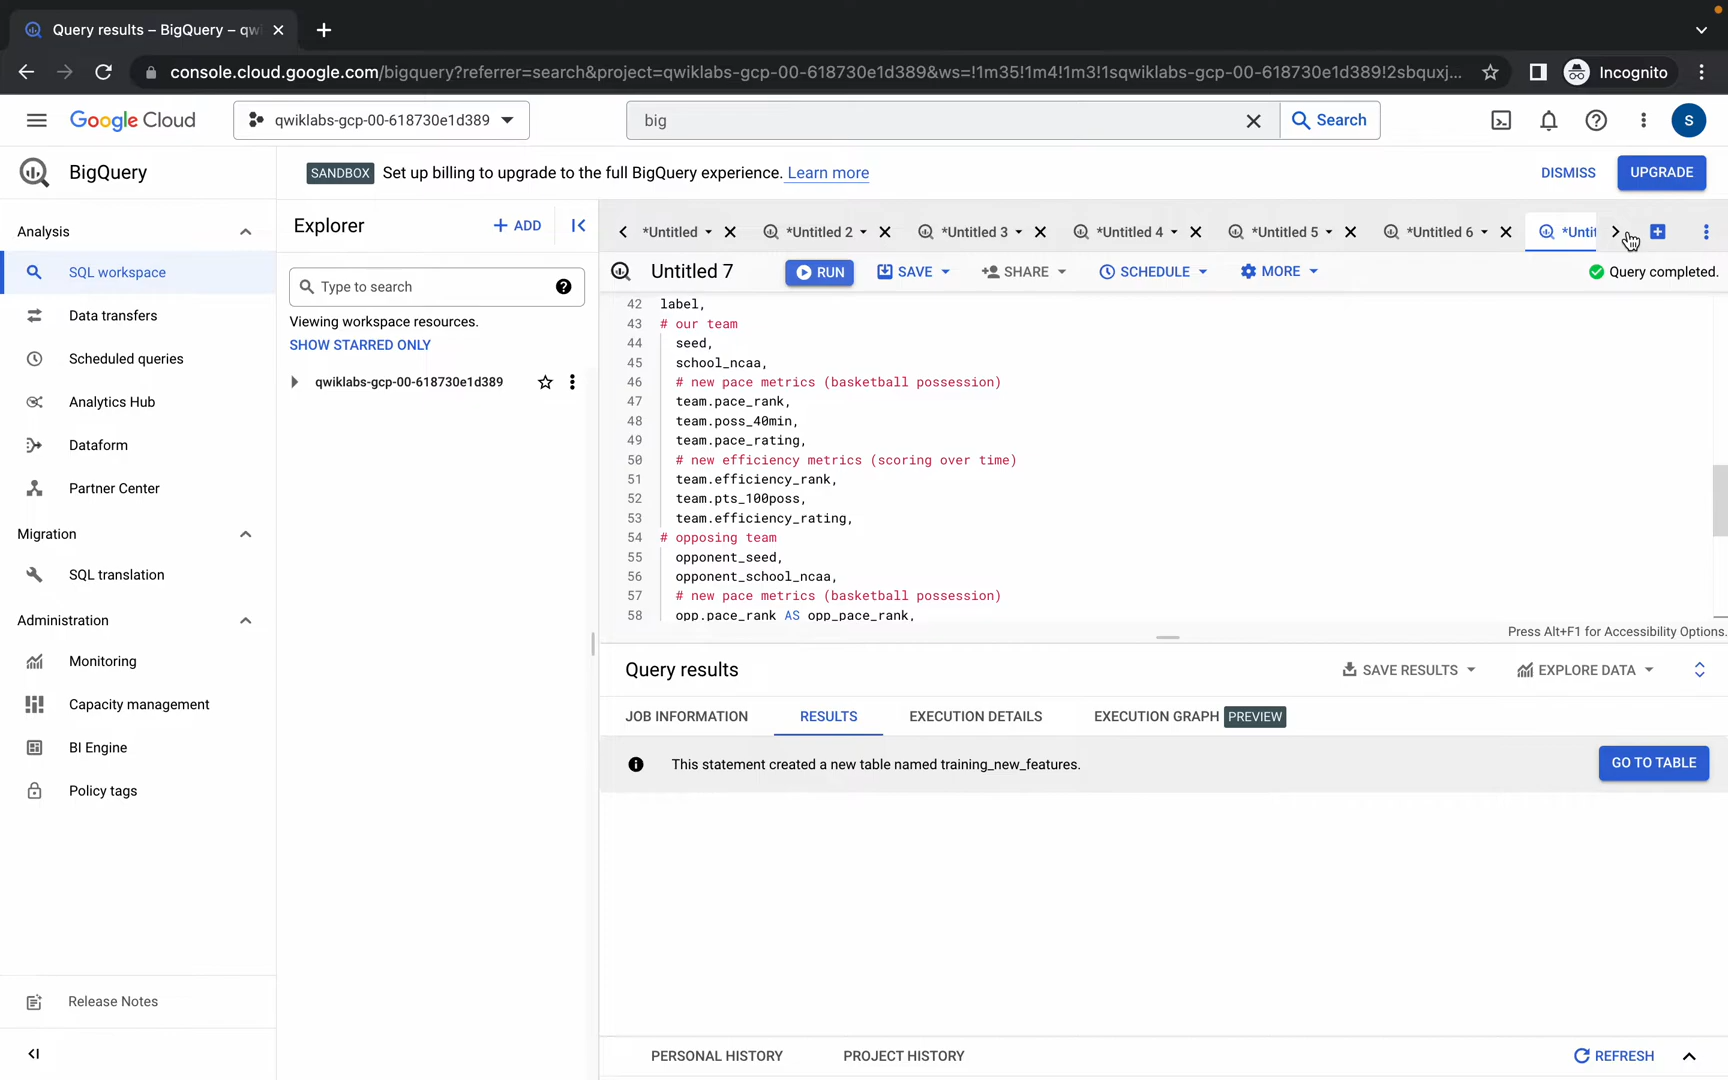 Query results – BigQuery – qwi
console.cloud.google.com/bigquery?referrer=search&project=qwiklabs-gcp-00-618730e1d389&ws=!1m35!1m4!1m3!1sqwiklabs-gcp-00-618730e1d389!2sbquxj...
Incognito
Google Cloud
qwiklabs-gcp-00-618730e1d389
big
Search
S
BigQuery
SANDBOX Set up billing to upgrade to the full BigQuery experience. Learn more
DISMISS
UPGRADE
Analysis
SQL workspace
Data transfers
Scheduled queries
Analytics Hub
Dataform
Partner Center
Migration
SQL translation
Administration
Monitoring
Capacity management
BI Engine
Policy tags
Release Notes
Explorer
+ ADD
Type to search
Viewing workspace resources.
SHOW STARRED ONLY
qwiklabs-gcp-00-618730e1d389
*Untitled
*Untitled 2
*Untitled 3
*Untitled 4
*Untitled 5
*Untitled 6
*Untit
Untitled 7
RUN
SAVE
SHARE
SCHEDULE
MORE
Query completed.
42 label,
43 # our team
44 seed,
45 school_ncaa,
46 # new pace metrics (basketball possession)
47 team.pace_rank,
48 team.poss_40min,
49 team.pace_rating,
50 # new efficiency metrics (scoring over time)
51 team.efficiency_rank,
52 team.pts_100poss,
53 team.efficiency_rating,
54 # opposing team
55 opponent_seed,
56 opponent_school_ncaa,
57 # new pace metrics (basketball possession)
58 opp.pace_rank AS opp_pace_rank,
Press Alt+F1 for Accessibility Options.
Query results
SAVE RESULTS
EXPLORE DATA
JOB INFORMATION
RESULTS
EXECUTION DETAILS
EXECUTION GRAPH PREVIEW
This statement created a new table named training_new_features.
GO TO TABLE
PERSONAL HISTORY
PROJECT HISTORY
REFRESH